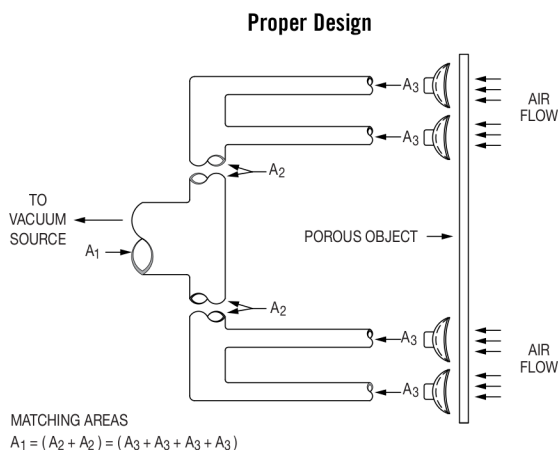 Proper Design
A3
AIR
FLOW
A3
A2
TO
VACUUM
SOURCE
A1
POROUS OBJECT
A2
A3
AIR
FLOW
A3
MATCHING AREAS
A1 = ( A2 + A2 ) = ( A3 + A3 + A3 + A3 )